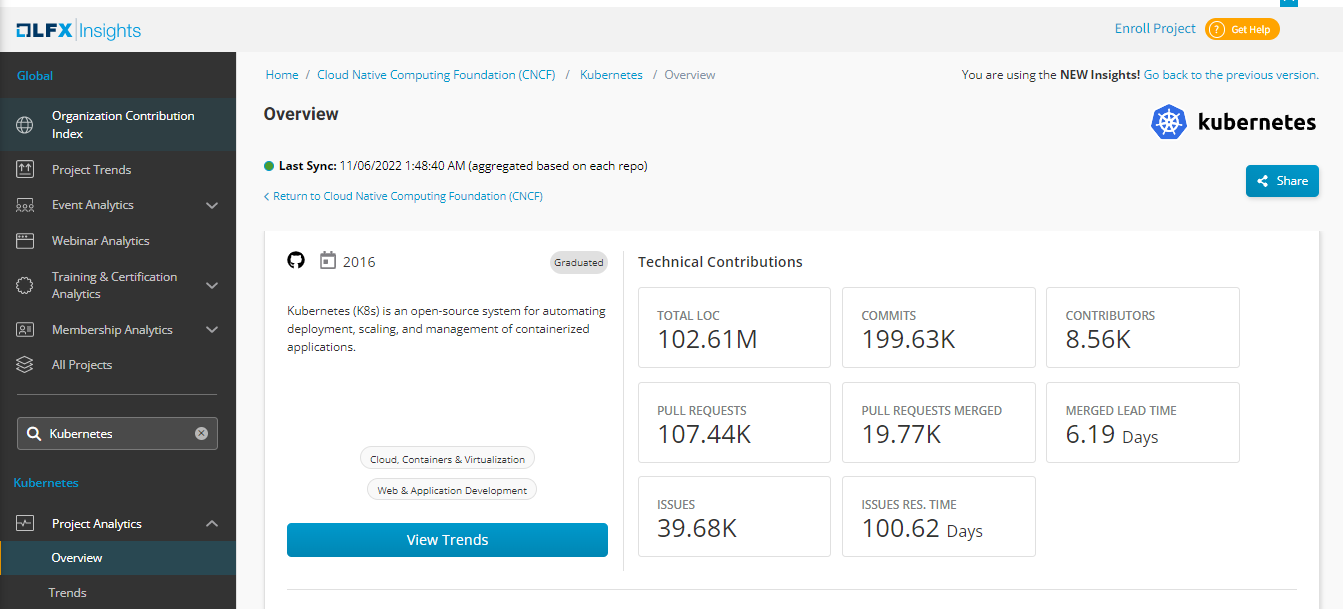 LFX Insights
Enroll Project
? Get Help
Global
Organization Contribution
Index
Project Trends
Event Analytics
Webinar Analytics
Training & Certification
Analytics
Membership Analytics
All Projects
Kubernetes
Kubernetes
Project Analytics
Overview
Trends
Home / Cloud Native Computing Foundation (CNCF) / Kubernetes / Overview
You are using the NEW Insights! Go back to the previous version.
Overview
kubernetes
Last Sync: 11/06/2022 1:48:40 AM (aggregated based on each repo)
Return to Cloud Native Computing Foundation (CNCF)
Share
2016
Graduated
Kubernetes (K8s) is an open-source system for automating
deployment, scaling, and management of containerized
applications.
Cloud, Containers & Virtualization
Web & Application Development
View Trends
Technical Contributions
TOTAL LOC
102.61M
COMMITS
199.63K
CONTRIBUTORS
8.56K
PULL REQUESTS
107.44K
PULL REQUESTS MERGED
19.77K
MERGED LEAD TIME
6.19 Days
ISSUES
39.68K
ISSUES RES. TIME
100.62 Days